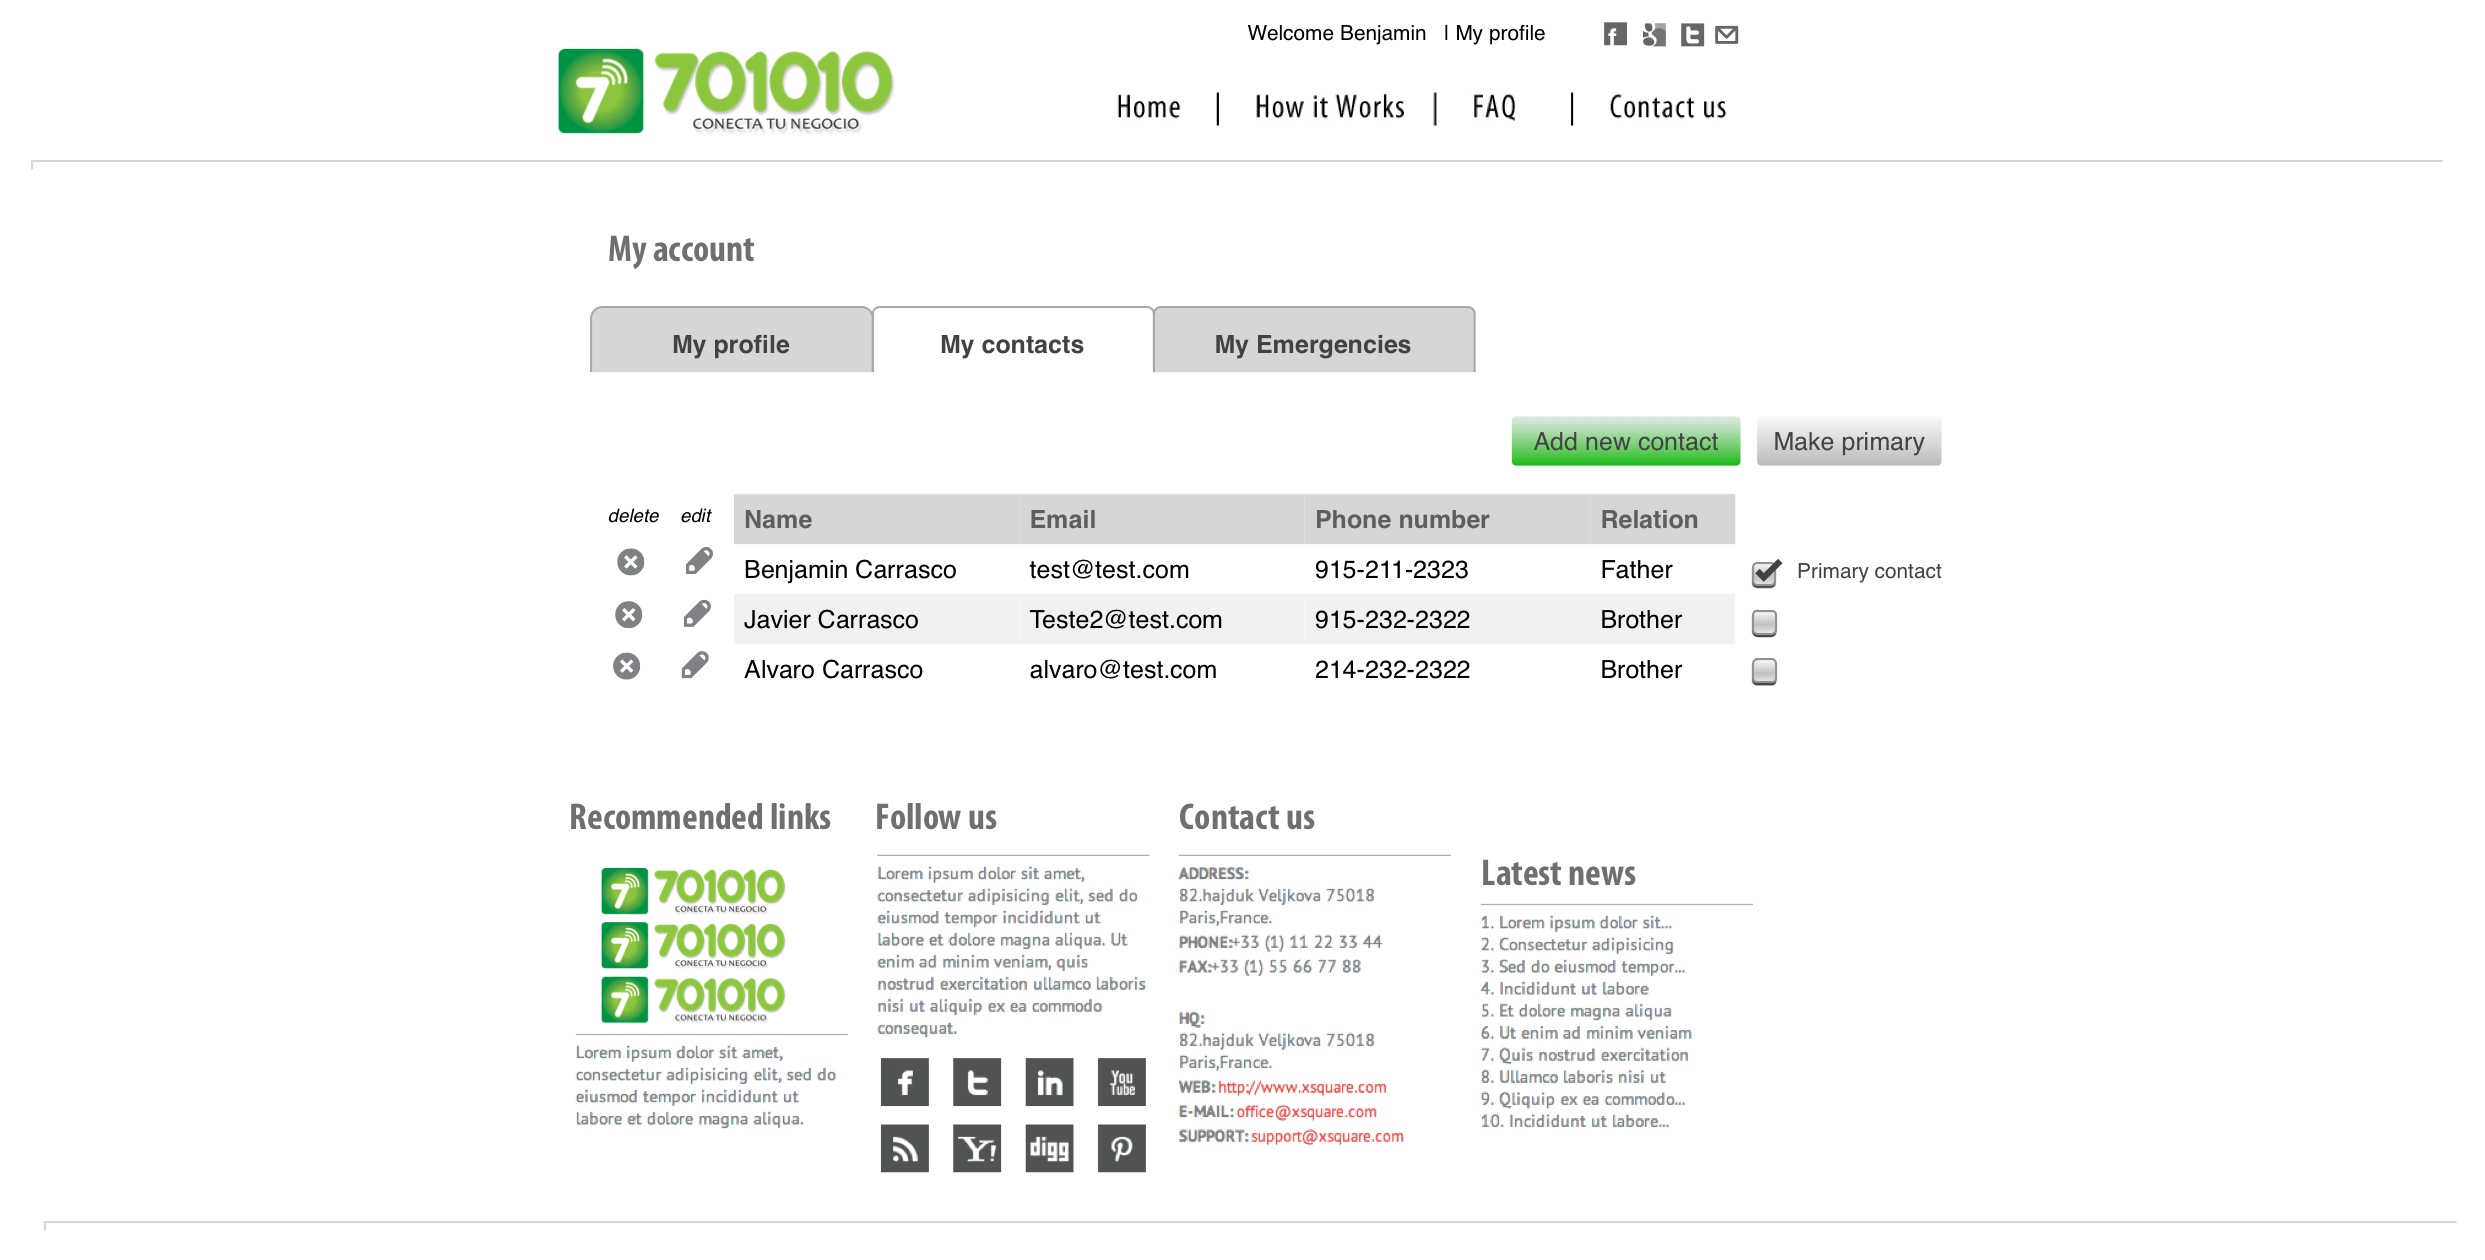 Welcome Benjamin | My profile
7 701010
CONECTA TU NEGOCIO
Home | How it Works | FAQ | Contact us
My account
My profile
My contacts
My Emergencies
Add new contact
Make primary
delete edit Name Email Phone number Relation
Benjamin Carrasco test@test.com 915-211-2323 Father Primary contact
Javier Carrasco Teste2@test.com 915-232-2322 Brother
Alvaro Carrasco alvaro@test.com 214-232-2322 Brother
Recommended links
7 701010
CONECTA TU NEGOCIO
7 701010
CONECTA TU NEGOCIO
7 701010
CONECTA TU NEGOCIO
Lorem ipsum dolor sit amet,
consectetur adipisicing elit, sed do
eiusmod tempor incididunt ut
labore et dolore magna aliqua.
Follow us
Lorem ipsum dolor sit amet,
consectetur adipisicing elit, sed do
eiusmod tempor incididunt ut
labore et dolore magna aliqua. Ut
enim ad minim veniam, quis
nostrud exercitation ullamco laboris
nisi ut aliquip ex ea commodo
consequat.
f t in You Tube
Y! digg p
Contact us
ADDRESS:
82.hajduk Veljkova 75018
Paris,France.
PHONE:+33 (1) 11 22 33 44
FAX:+33 (1) 55 66 77 88
HQ:
82.hajduk Veljkova 75018
Paris,France.
WEB: http://www.xsquare.com
E-MAIL: office@xsquare.com
SUPPORT: support@xsquare.com
Latest news
1. Lorem ipsum dolor sit...
2. Consectetur adipisicing
3. Sed do eiusmod tempor...
4. Incididunt ut labore
5. Et dolore magna aliqua
6. Ut enim ad minim veniam
7. Quis nostrud exercitation
8. Ullamco laboris nisi ut
9. Qliquip ex ea commodo...
10. Incididunt ut labore...